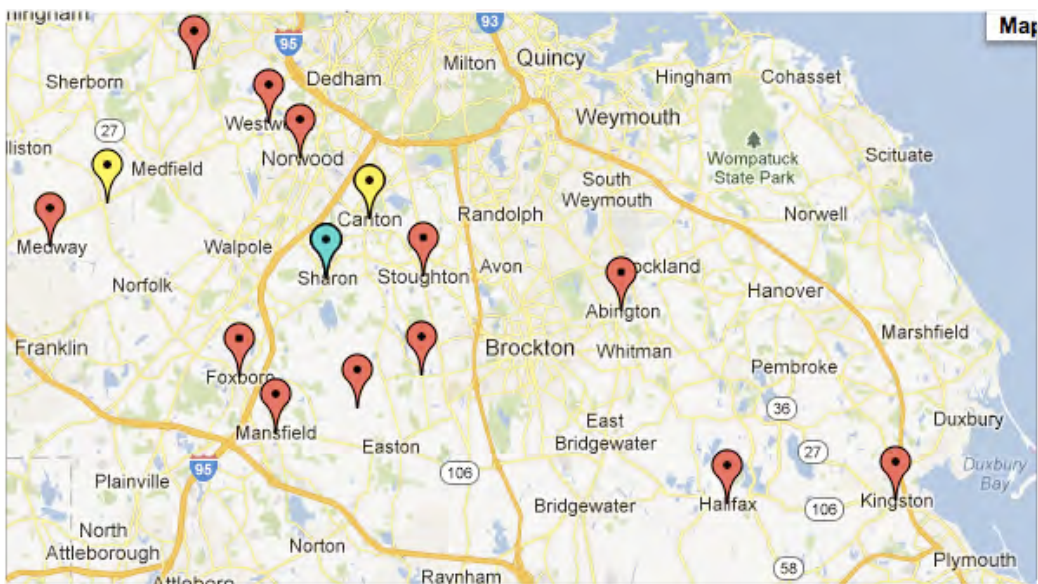 93
Map
95
Dedham
Milton
Quincy
Sherborn
Hingham
Cohasset
Weymouth
27
Norwood
Medfield
Wompatuck
State Park
Scituate
South
Weymouth
Canton
Randolph
Norwell
Medway
Walpole
Sharon
Stoughton
Avon
Norfolk
Hanover
Abington
Marshfield
Franklin
Brockton
Whitman
Pembroke
Foxboro
36
Mansfield
Easton
East
Bridgewater
Duxbury
27
95
106
Duxbury
Bay
Plainville
Bridgewater
Halifax
106
Kingston
North
Attleborough
Norton
58
Plymouth
Raynham